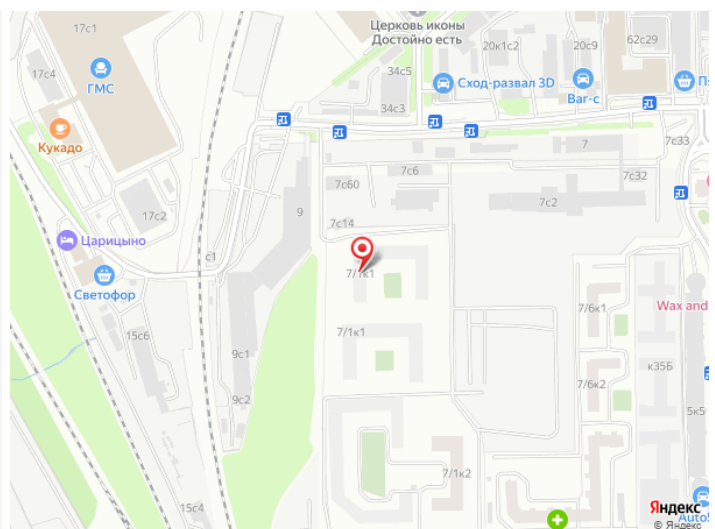 17с1
Церковь иконы
Достойно есть
62с29
20к1с2
20с9
17с4
34с5
ГМС
Сход-развал 3D
Ваг-с
34с3
Кукадо
7
7с33
7с6
7с32
7с60
7с2
17с2
9
7с14
Царицыно
с1
7/1к1
Светофор
7/6к1
Wax and
15с6
7/1к1
9с1
к35Б
7/6к2
9с2
5к5
7/1к2
15с4
Яндекс
© Яндекс